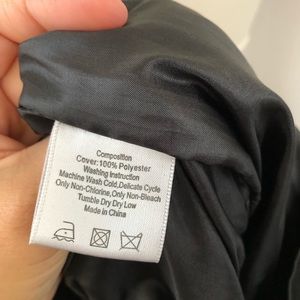 Composition
Cover:100% Polyester
Washing Instruction
Machine Wash Cold,Delicate Cycle
Only Non-Chlorine,Only Non-Bleach
Tumble Dry Dry Low
Made in China